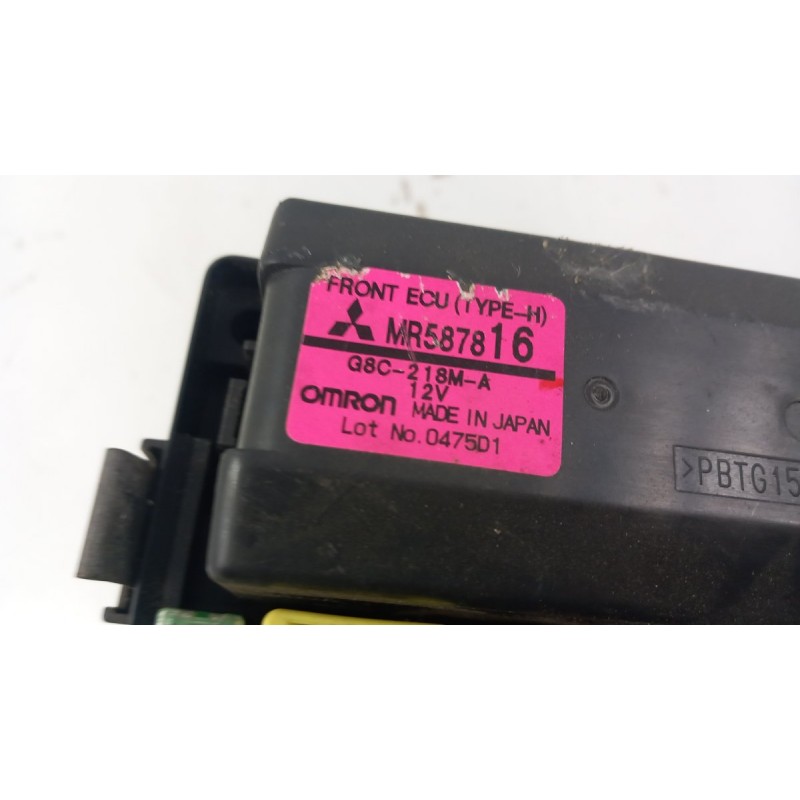 FRONT ECU (TYPE-H)
MR587816
G8C-218M-A
12V
OMRON MADE IN JAPAN
Lot No.0475D1
>PBTG15